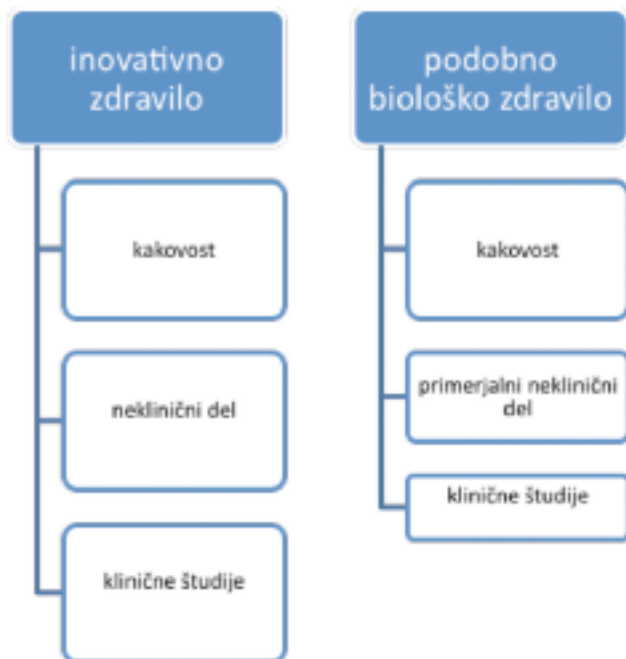 inovativno
zdravilo
kakovost
neklinični del
klinične študije
podobno
biološko zdravilo
kakovost
primerjalni neklinični
del
klinične študije